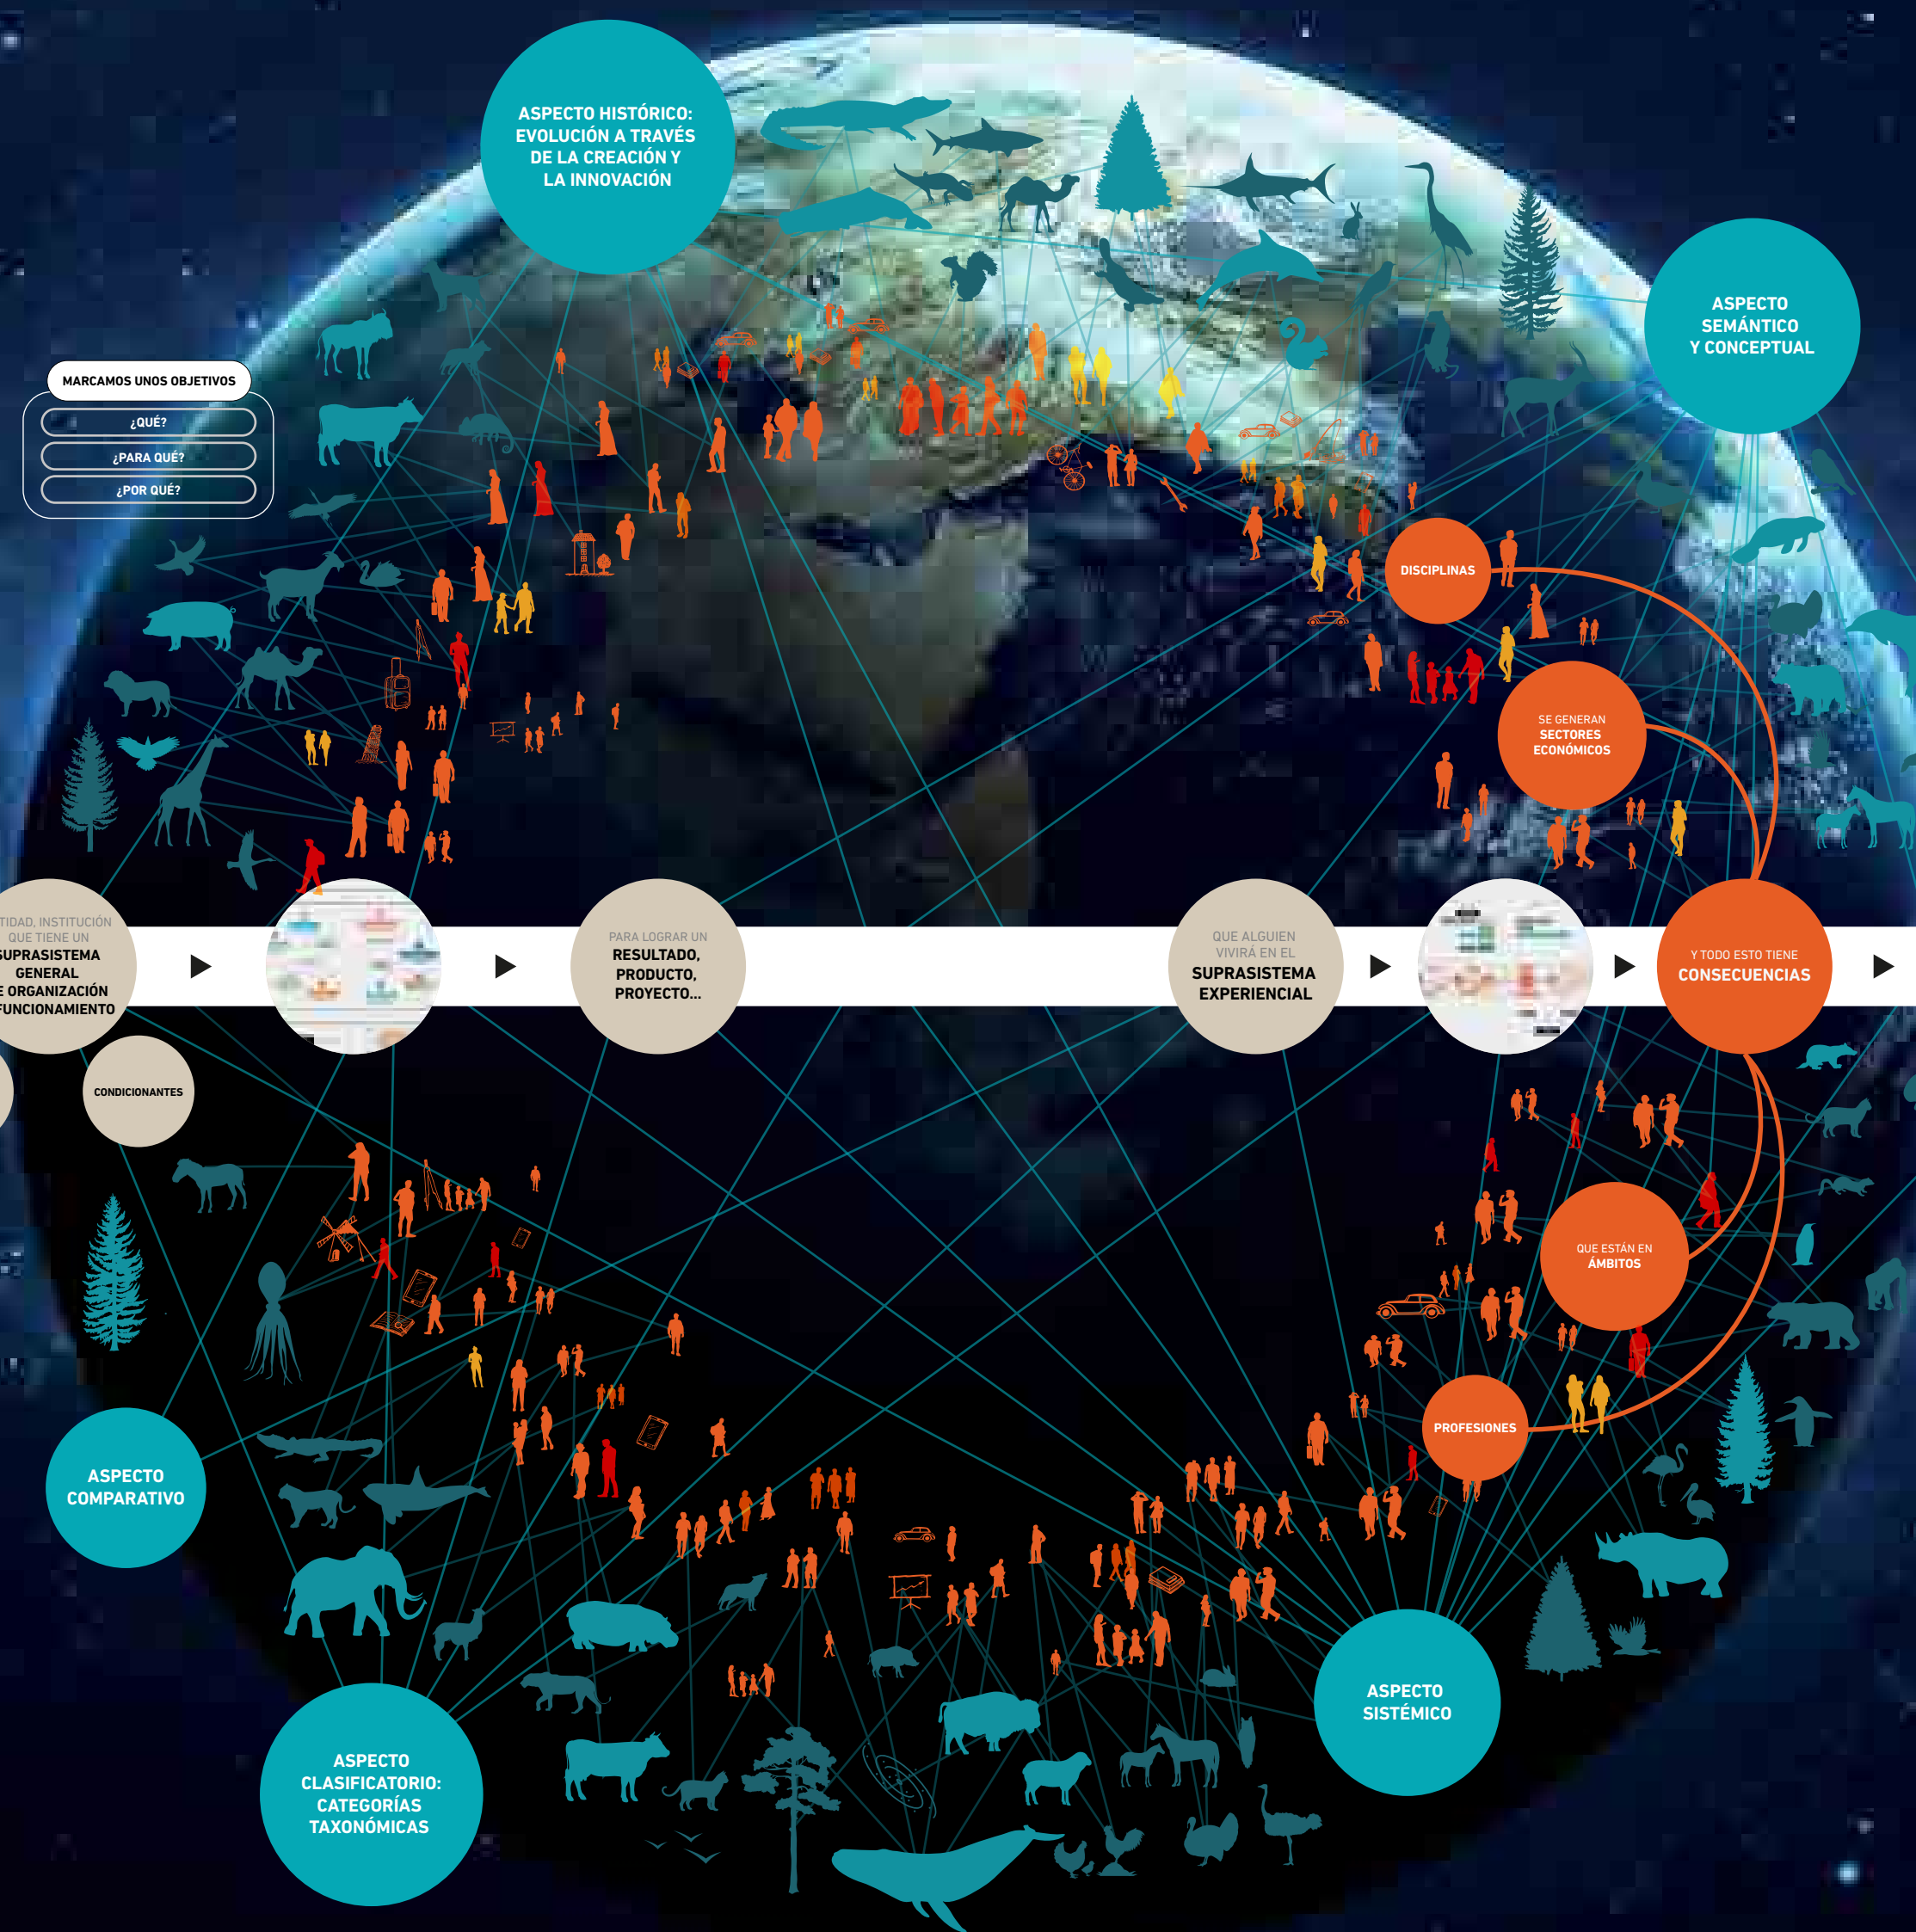 ASPECTO HISTÓRICO:
EVOLUCIÓN A TRAVÉS
DE LA CREACIÓN Y
LA INNOVACIÓN
ASPECTO
SEMÁNTICO
Y CONCEPTUAL
MARCAMOS UNOS OBJETIVOS
¿QUÉ?
¿PARA QUÉ?
¿POR QUÉ?
DISCIPLINAS
SE GENERAN
SECTORES
ECONÓMICOS
TIDAD, INSTITUCIÓN
QUE TIENE UN
SUPRASISTEMA
GENERAL
E ORGANIZACIÓN
FUNCIONAMIENTO
PARA LOGRAR UN
RESULTADO,
PRODUCTO,
PROYECTO...
QUE ALGUIEN
VIVIRÁ EN EL
SUPRASISTEMA
EXPERIENCIAL
Y TODO ESTO TIENE
CONSECUENCIAS
CONDICIONANTES
QUE ESTÁN EN
ÁMBITOS
PROFESIONES
ASPECTO
COMPARATIVO
ASPECTO
SISTÉMICO
ASPECTO
CLASIFICATORIO:
CATEGORÍAS
TAXONÓMICAS